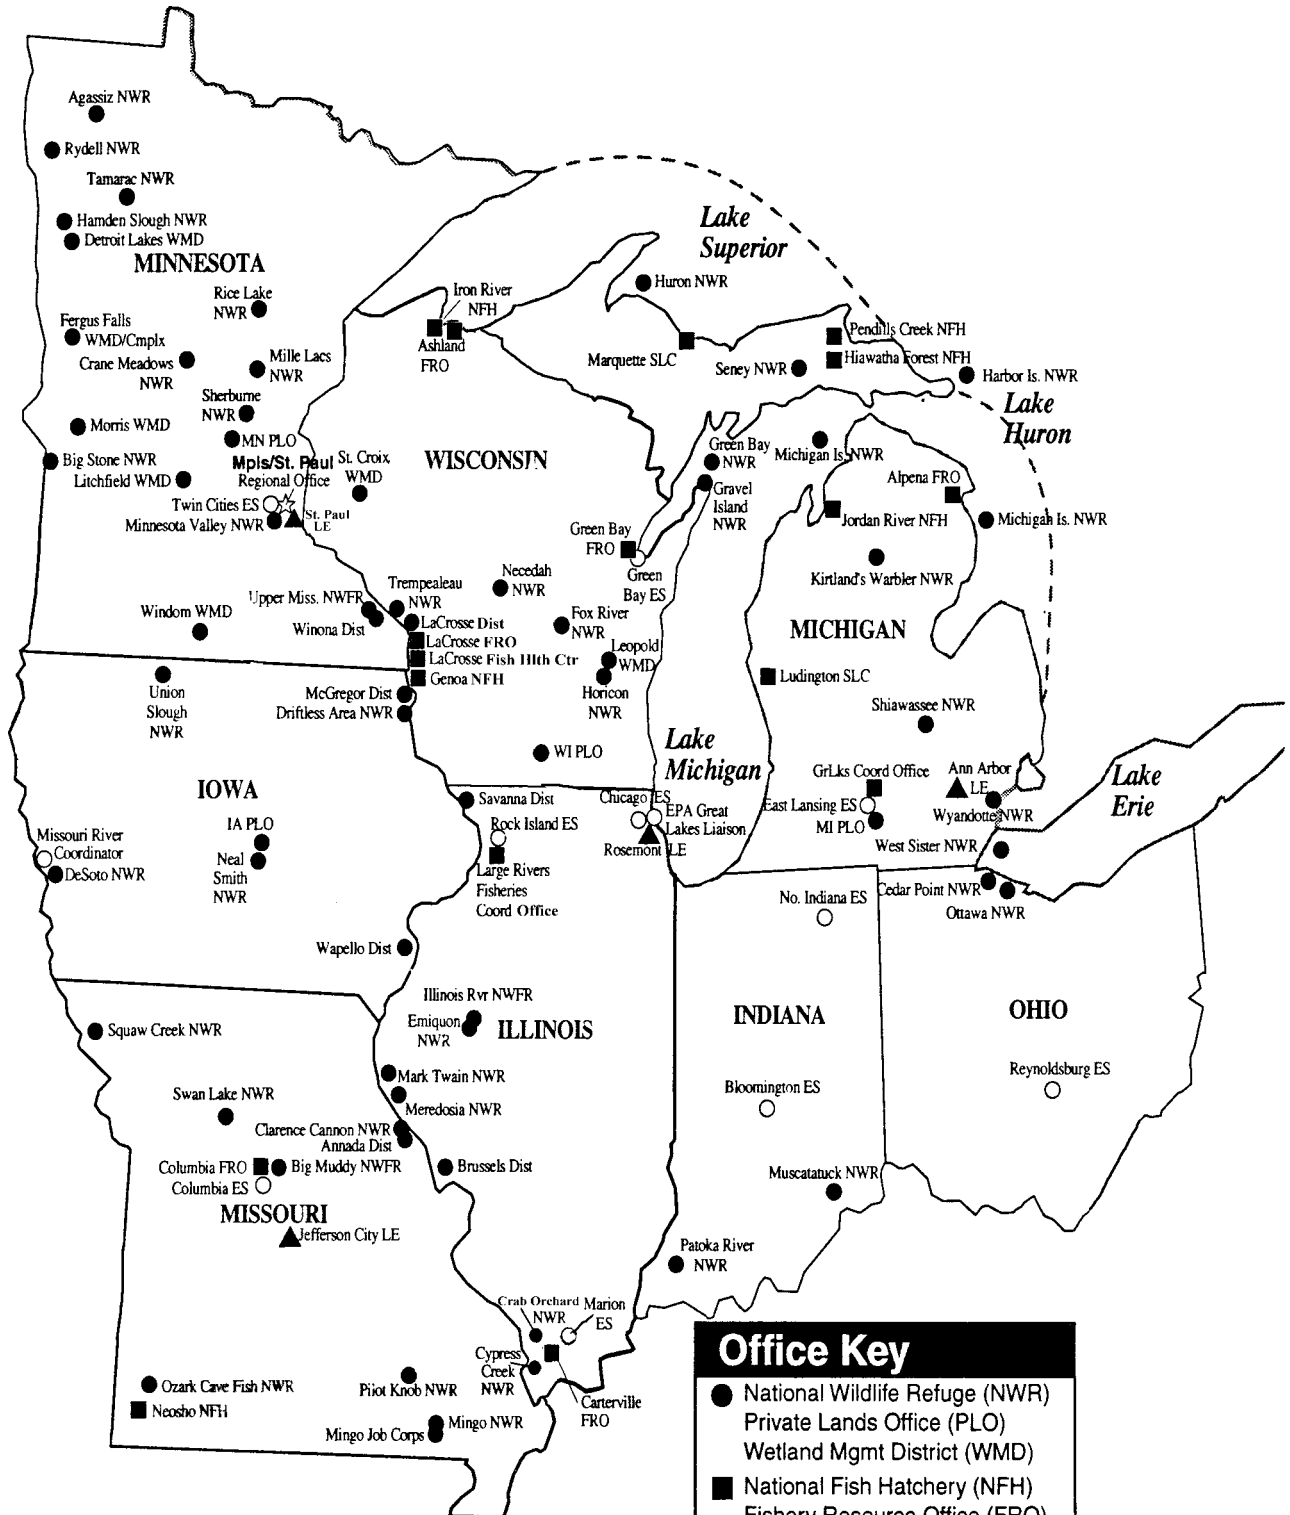 Agassiz NWR
Rydell NWR
Tamarac NWR
Hamden Slough NWR
Detroit Lakes WMD
MINNESOTA
Rice Lake
NWR
Fergus Falls
WMD/Cmplx
Crane Meadows
NWR
Mille Lacs
NWR
Sherburne
NWR
Morris WMD
MN PLO
Big Stone NWR
Litchfield WMD
Mpls/St. Paul
Regional Office
Twin Cities ES
Minnesota Valley NWR
St. Paul
LE
St. Croix
WMD
Windom WMD
Upper Miss. NWFR
Winona Dist
Lake
Superior
Huron NWR
Iron River
NFH
Ashland
FRO
Marquette SLC
Seney NWR
Pendills Creek NFH
Hiawatha Forest NFH
Harbor Is. NWR
Lake
Huron
WISCONSIN
Green Bay
NWR
Gravel
Island
NWR
Michigan Is. NWR
Alpena FRO
Jordan River NFH
Michigan Is. NWR
Kirtland's Warbler NWR
Green Bay
FRO
Green
Bay ES
Trempealeau
NWR
Necedah
NWR
LaCrosse Dist
LaCrosse FRO
LaCrosse Fish Hlth Ctr
Genoa NFH
Fox River
NWR
Leopold
WMD
Horicon
NWR
MICHIGAN
Ludington SLC
Shiawassee NWR
McGregor Dist
Driftless Area NWR
Union
Slough
NWR
WI PLO
Lake
Michigan
GrLks Coord Office
East Lansing ES
MI PLO
Ann Arbor
LE
Wyandotte NWR
Lake
Erie
West Sister NWR
Cedar Point NWR
Ottawa NWR
IOWA
IA PLO
Neal
Smith
NWR
Missouri River
Coordinator
DeSoto NWR
Savanna Dist
Rock Island ES
Large Rivers
Fisheries
Coord Office
Chicago ES
EPA Great
Lakes Liaison
Rosemont LE
No. Indiana ES
Wapello Dist
Illinois Rvr NWFR
Emiquon
NWR
ILLINOIS
INDIANA
OHIO
Squaw Creek NWR
Mark Twain NWR
Meredosia NWR
Swan Lake NWR
Clarence Cannon NWR
Annada Dist
Columbia FRO
Big Muddy NWFR
Columbia ES
Brussels Dist
Bloomington ES
Reynoldsburg ES
Muscatatuck NWR
MISSOURI
Jefferson City LE
Patoka River
NWR
Crab Orchard
NWR
Marion
ES
Cypress
Creek
NWR
Carterville
FRO
Ozark Cave Fish NWR
Neosho NFH
Pilot Knob NWR
Mingo NWR
Mingo Job Corps
Office Key
National Wildlife Refuge (NWR)
Private Lands Office (PLO)
Wetland Mgmt District (WMD)
National Fish Hatchery (NFH)
Fishery Resource Office (FRO)